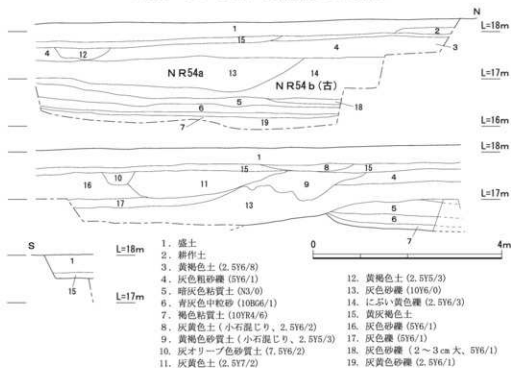 N
1
L=18m
2
15
4
12
4
3
NR54a
13
14
L=17m
NR54b(古)
5
18
6
7
19
L=16m
L=18m
1
15
8
15
10
4
16
11
9
L=17m
17
13
5
6
7
S
L=18m
1
15
L=17m
0
4m
1. 盛土
2. 耕作土
3. 黄褐色土 (2.5Y6/8)
4. 灰色粗砂礫 (5Y6/1)
5. 暗灰色粘質土 (N3/0)
6. 青灰色中粒砂 (10BG6/1)
7. 褐色粘質土 (10YR4/6)
8. 灰黄色土 (小石混じり、2.5Y6/2)
9. 黄褐色砂質土 (小石混じり、2.5Y5/3)
10. 灰オリーブ色砂質土 (7.5Y6/2)
11. 灰黄色土 (2.5Y7/2)
12. 黄褐色土 (2.5Y5/3)
13. 灰色砂礫 (10Y6/0)
14. にぶい黄色礫 (2.5Y6/3)
15. 黄灰褐色土
16. 灰色砂礫 (5Y6/1)
17. 灰色礫 (5Y6/1)
18. 灰色砂礫 (2～3cm大、5Y6/1)
19. 灰黄色砂礫 (2.5Y6/1)